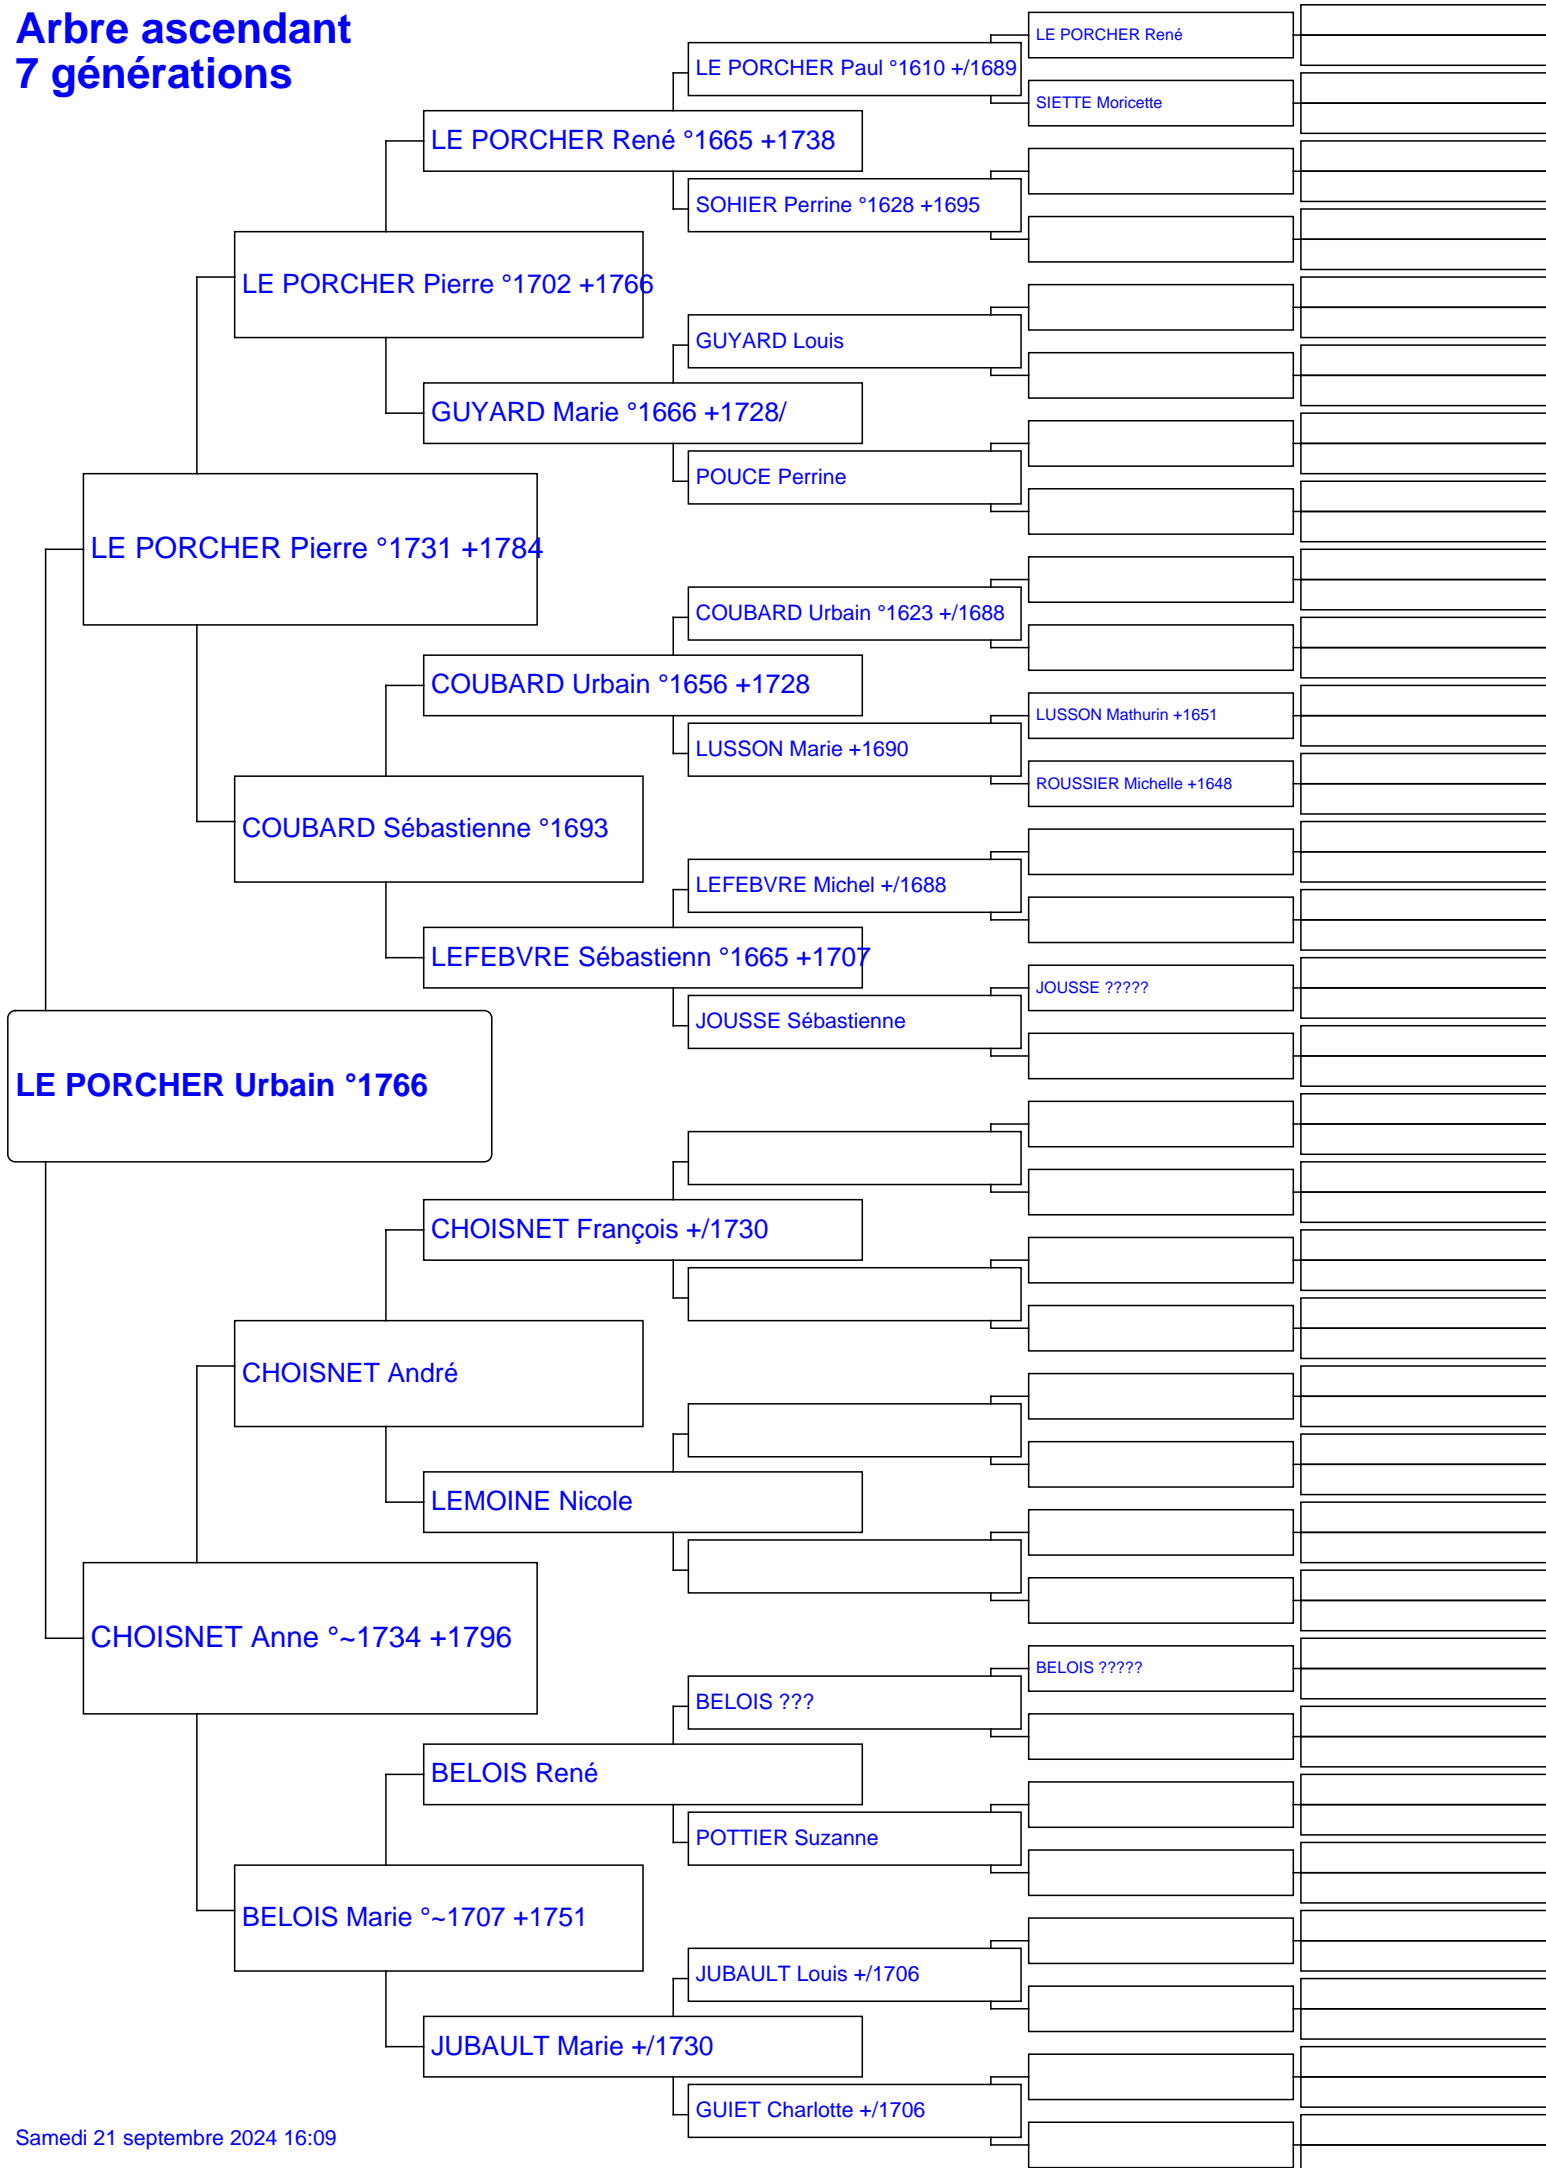 Arbre ascendant
7 générations
LE PORCHER René
LE PORCHER Paul °1610 +/1689
SIETTE Moricette
LE PORCHER René °1665 +1738
SOHIER Perrine °1628 +1695
LE PORCHER Pierre °1702 +1766
GUYARD Louis
GUYARD Marie °1666 +1728/
POUCE Perrine
LE PORCHER Pierre °1731 +1784
COUBARD Urbain °1623 +/1688
COUBARD Urbain °1656 +1728
LUSSON Mathurin +1651
LUSSON Marie +1690
ROUSSIER Michelle +1648
COUBARD Sébastienne °1693
LEFEBVRE Michel +/1688
LEFEBVRE Sébastienn °1665 +1707
JOUSSE ?????
JOUSSE Sébastienne
LE PORCHER Urbain °1766
CHOISNET François +/1730
CHOISNET André
LEMOINE Nicole
CHOISNET Anne °~1734 +1796
BELOIS ?????
BELOIS ???
BELOIS René
POTTIER Suzanne
BELOIS Marie °~1707 +1751
JUBAULT Louis +/1706
JUBAULT Marie +/1730
GUIET Charlotte +/1706
Samedi 21 septembre 2024 16:09